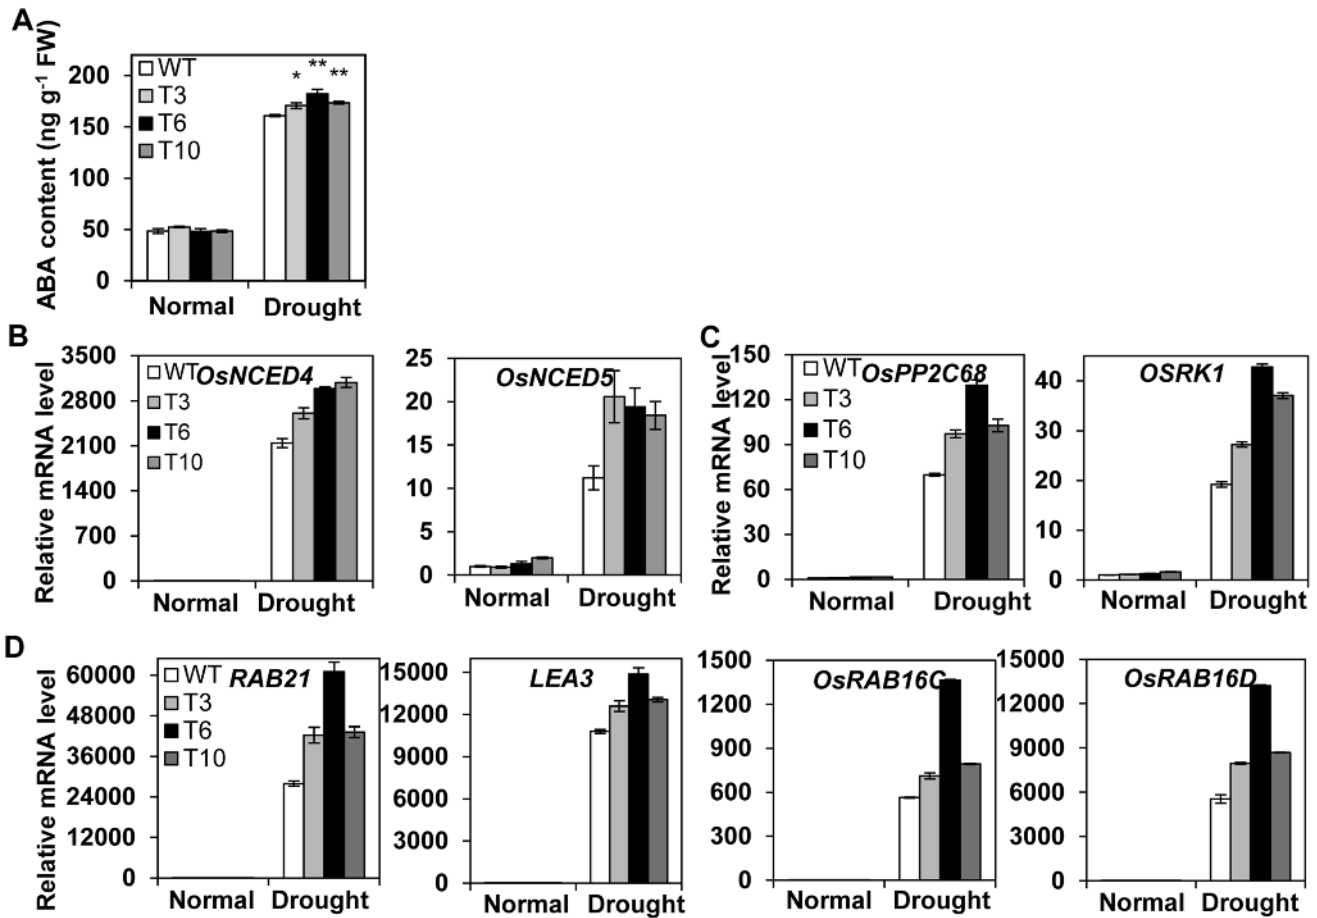 A
ABA content (ng g-1 FW)
200
150
100
50
0
WT
T3
T6
T10
* ** **
Normal Drought
B
Relative mRNA level
3500
2800
2100
1400
700
0
WT
T3
T6
T10
OsNCED4
Normal Drought
25
20
15
10
5
0
OsNCED5
Normal Drought
C
Relative mRNA level
150
120
90
60
30
0
WT
T3
T6
T10
OsPP2C68
Normal Drought
40
30
20
10
0
OSRK1
Normal Drought
D
Relative mRNA level
60000
48000
36000
24000
12000
0
WT
T3
T6
T10
RAB21
Normal Drought
15000
12000
9000
6000
3000
0
LEA3
Normal Drought
1500
1200
900
600
300
0
OsRAB16C
Normal Drought
15000
12000
9000
6000
3000
0
OsRAB16D
Normal Drought